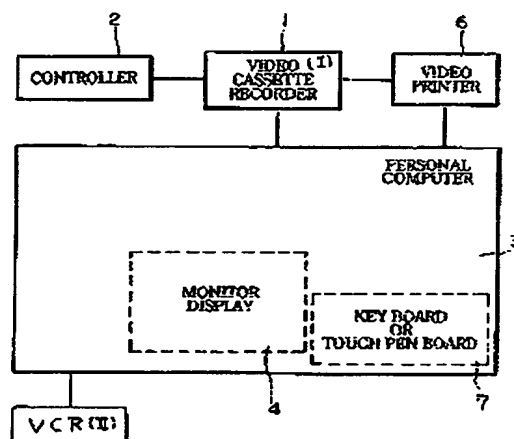 2
1
6
CONTROLLER
VIDEO (I)
CASSETTE
RECORDER
VIDEO
PRINTER
PERSONAL
COMPUTER
3
MONITOR
DISPLAY
KEY BOARD
OR
TOUCH PEN BOARD
4
7
VCR(II)